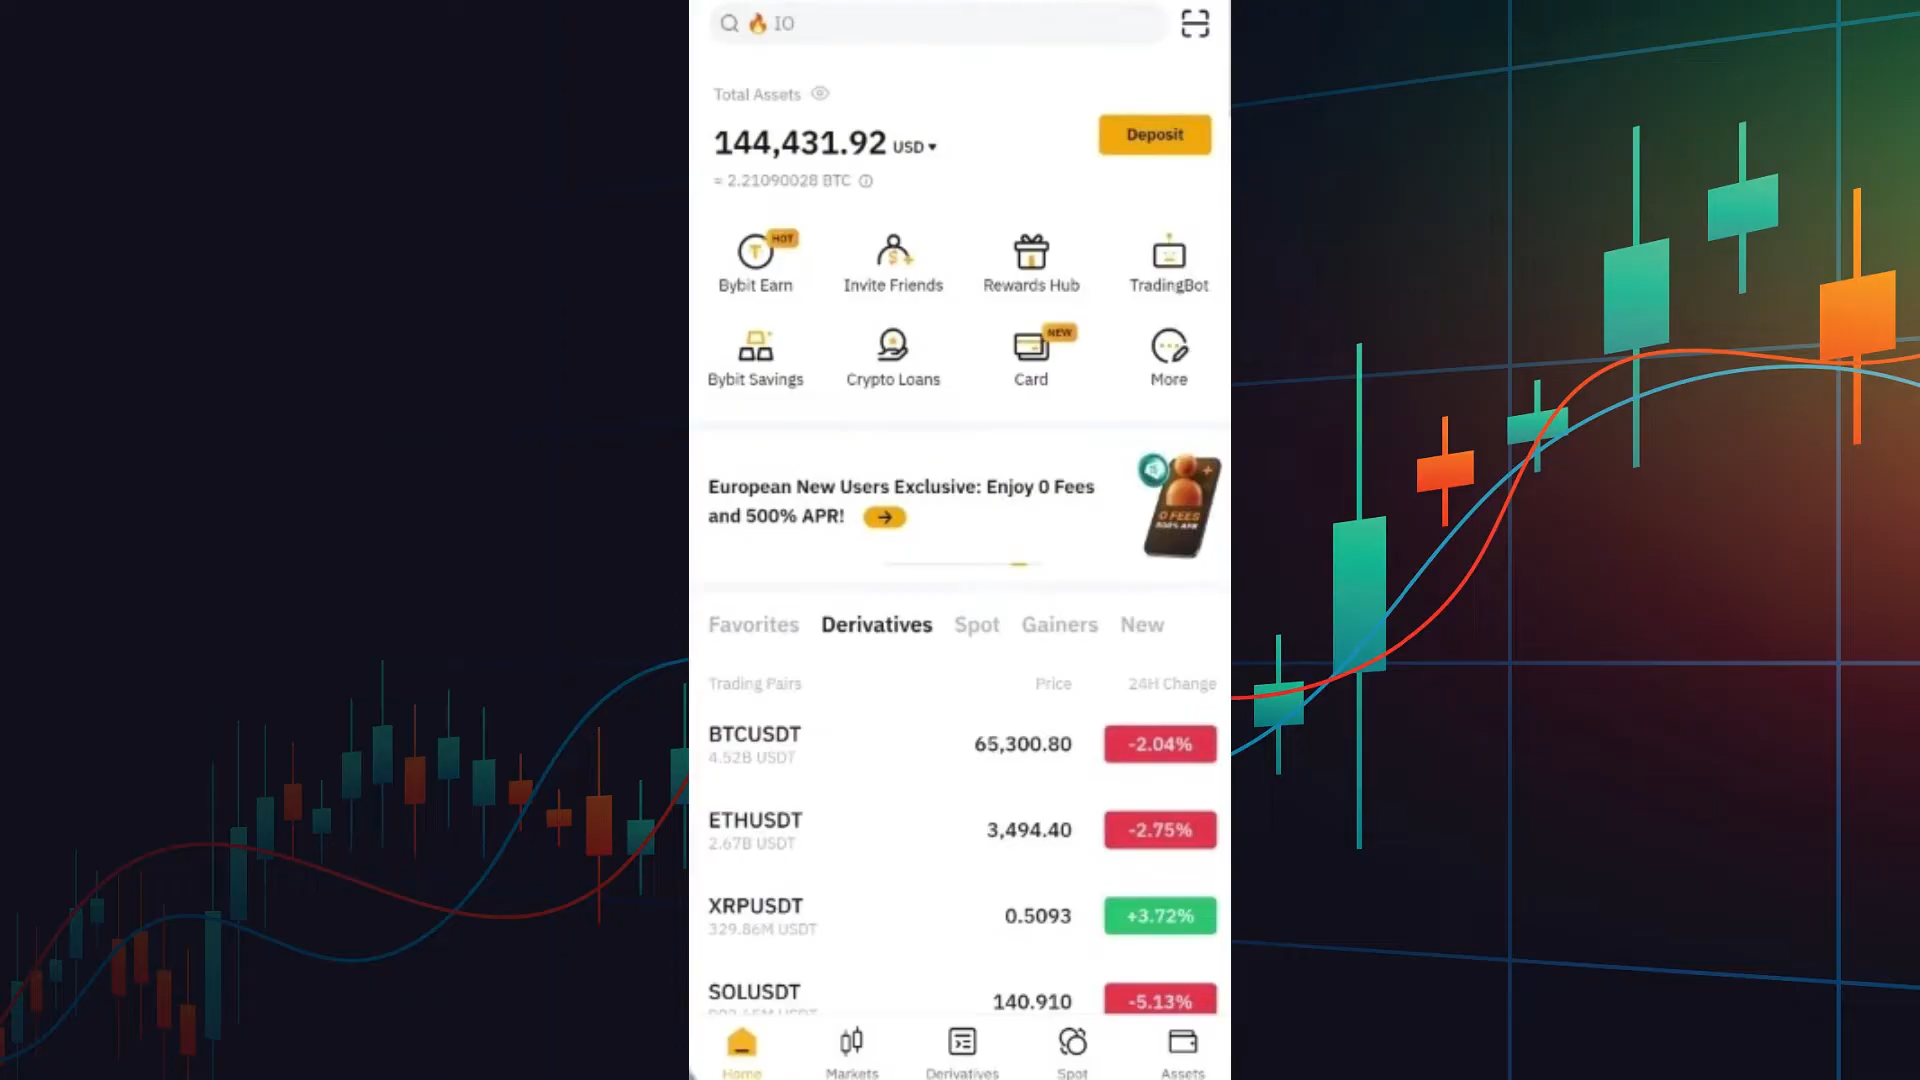 IO
Total Assets
144,431.92 USD
Deposit
≈ 2.21090028 BTC
HOT
Bybit Earn
Invite Friends
Rewards Hub
TradingBot
NEW
Bybit Savings
Crypto Loans
Card
More
European New Users Exclusive: Enjoy 0 Fees
and 500% APR!
0 FEES
500% APR
Favorites Derivatives Spot Gainers New
Trading Pairs Price 24H Change
BTCUSDT 65,300.80 -2.04%
4.52B USDT
ETHUSDT 3,494.40 -2.75%
2.67B USDT
XRPUSDT 0.5093 +3.72%
329.86M USDT
SOLUSDT 140.910 -5.13%
Home Markets Derivatives Spot Assets